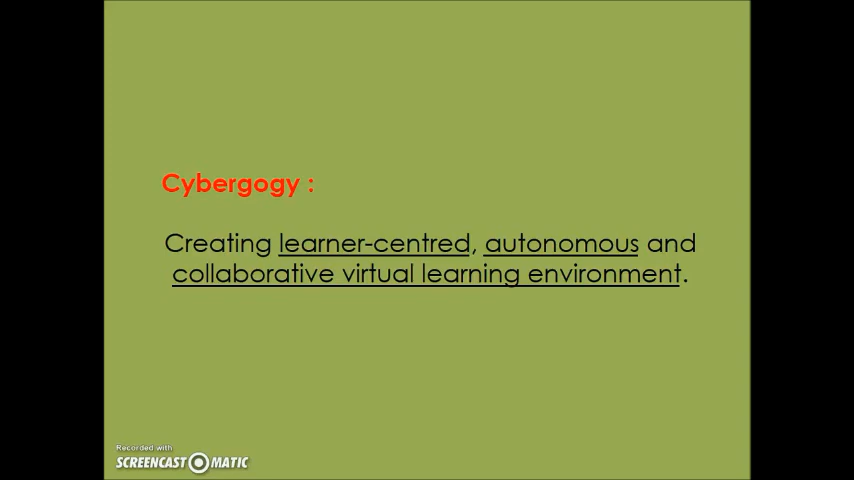 Cybergogy :
Creating learner-centred, autonomous and
collaborative virtual learning environment.
Recorded with
SCREENCAST MATIC